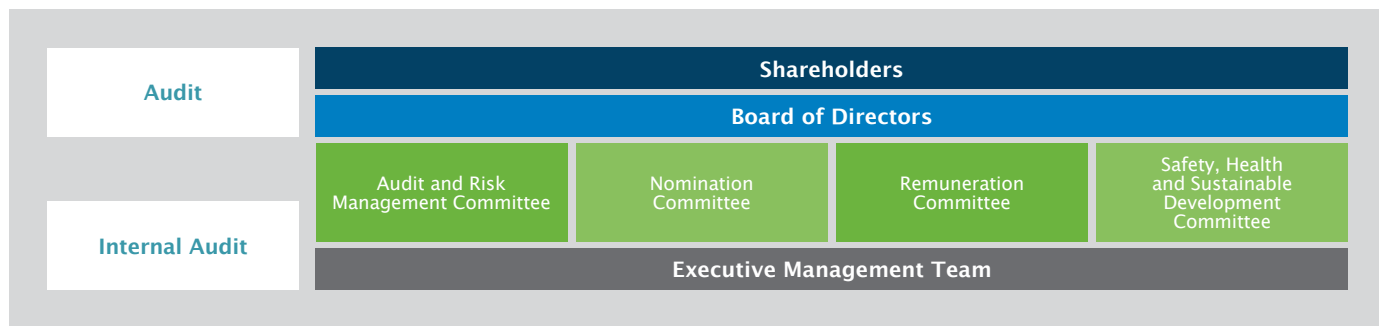 Audit
Shareholders
Board of Directors
Audit and Risk
Management Committee
Nomination
Committee
Remuneration
Committee
Safety, Health
and Sustainable
Development
Committee
Internal Audit
Executive Management Team